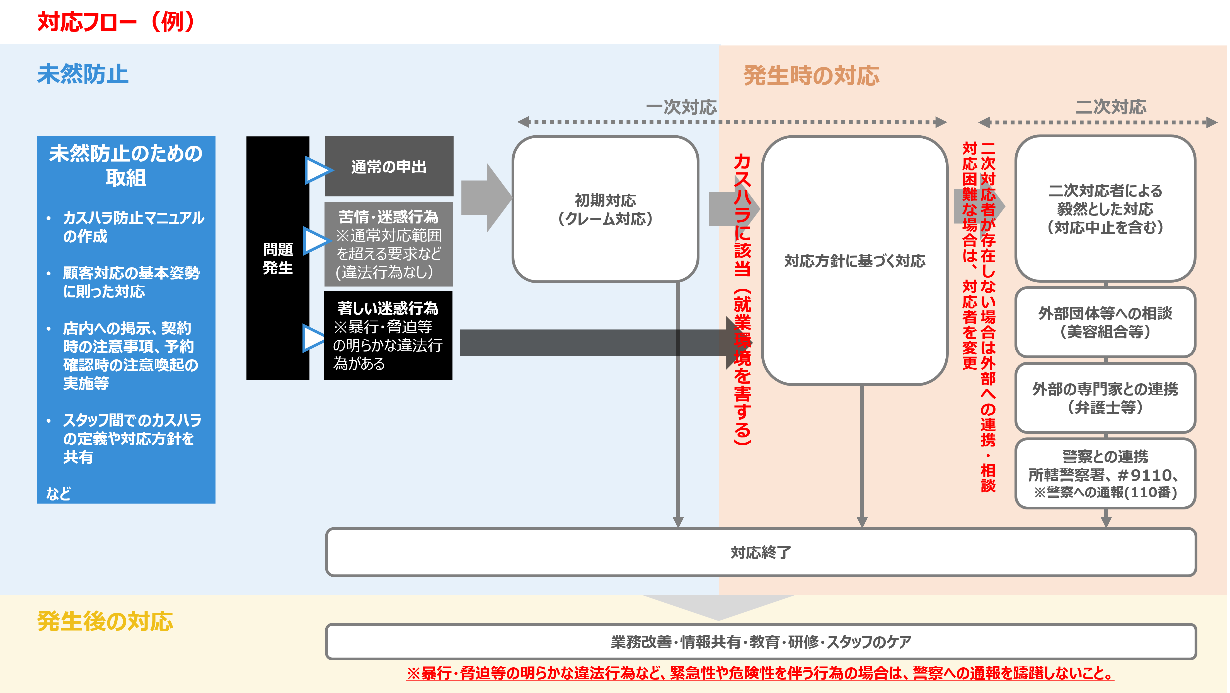 対応フロー（例）
未然防止
発生時の対応
一次対応
二次対応
未然防止のための
取組
• カスハラ防止マニュアル
の作成
• 顧客対応の基本姿勢
に則った対応
• 店内への掲示、契約
時の注意事項、予約
確認時の注意喚起の
実施等
• スタッフ間でのカスハラ
の定義や対応方針を
共有
など
問題
発生
通常の申出
苦情・迷惑行為
※通常対応範囲
を超える要求など
(違法行為なし）
著しい迷惑行為
※暴行・脅迫等
の明らかな違法行
為がある
初期対応
（クレーム対応）
カスハラに該当（就業環境を害する）
対応方針に基づく対応
二次対応者が存在しない場合は外部への連携・相談
対応困難な場合は、対応者を変更
二次対応者による
毅然とした対応
（対応中止を含む）
外部団体等への相談
（美容組合等）
外部の専門家との連携
（弁護士等）
警察との連携
所轄警察署、#9110、
※警察への通報(110番)
対応終了
発生後の対応
業務改善・情報共有・教育・研修・スタッフのケア
※暴行・脅迫等の明らかな違法行為など、緊急性や危険性を伴う行為の場合は、警察への通報を躊躇しないこと。